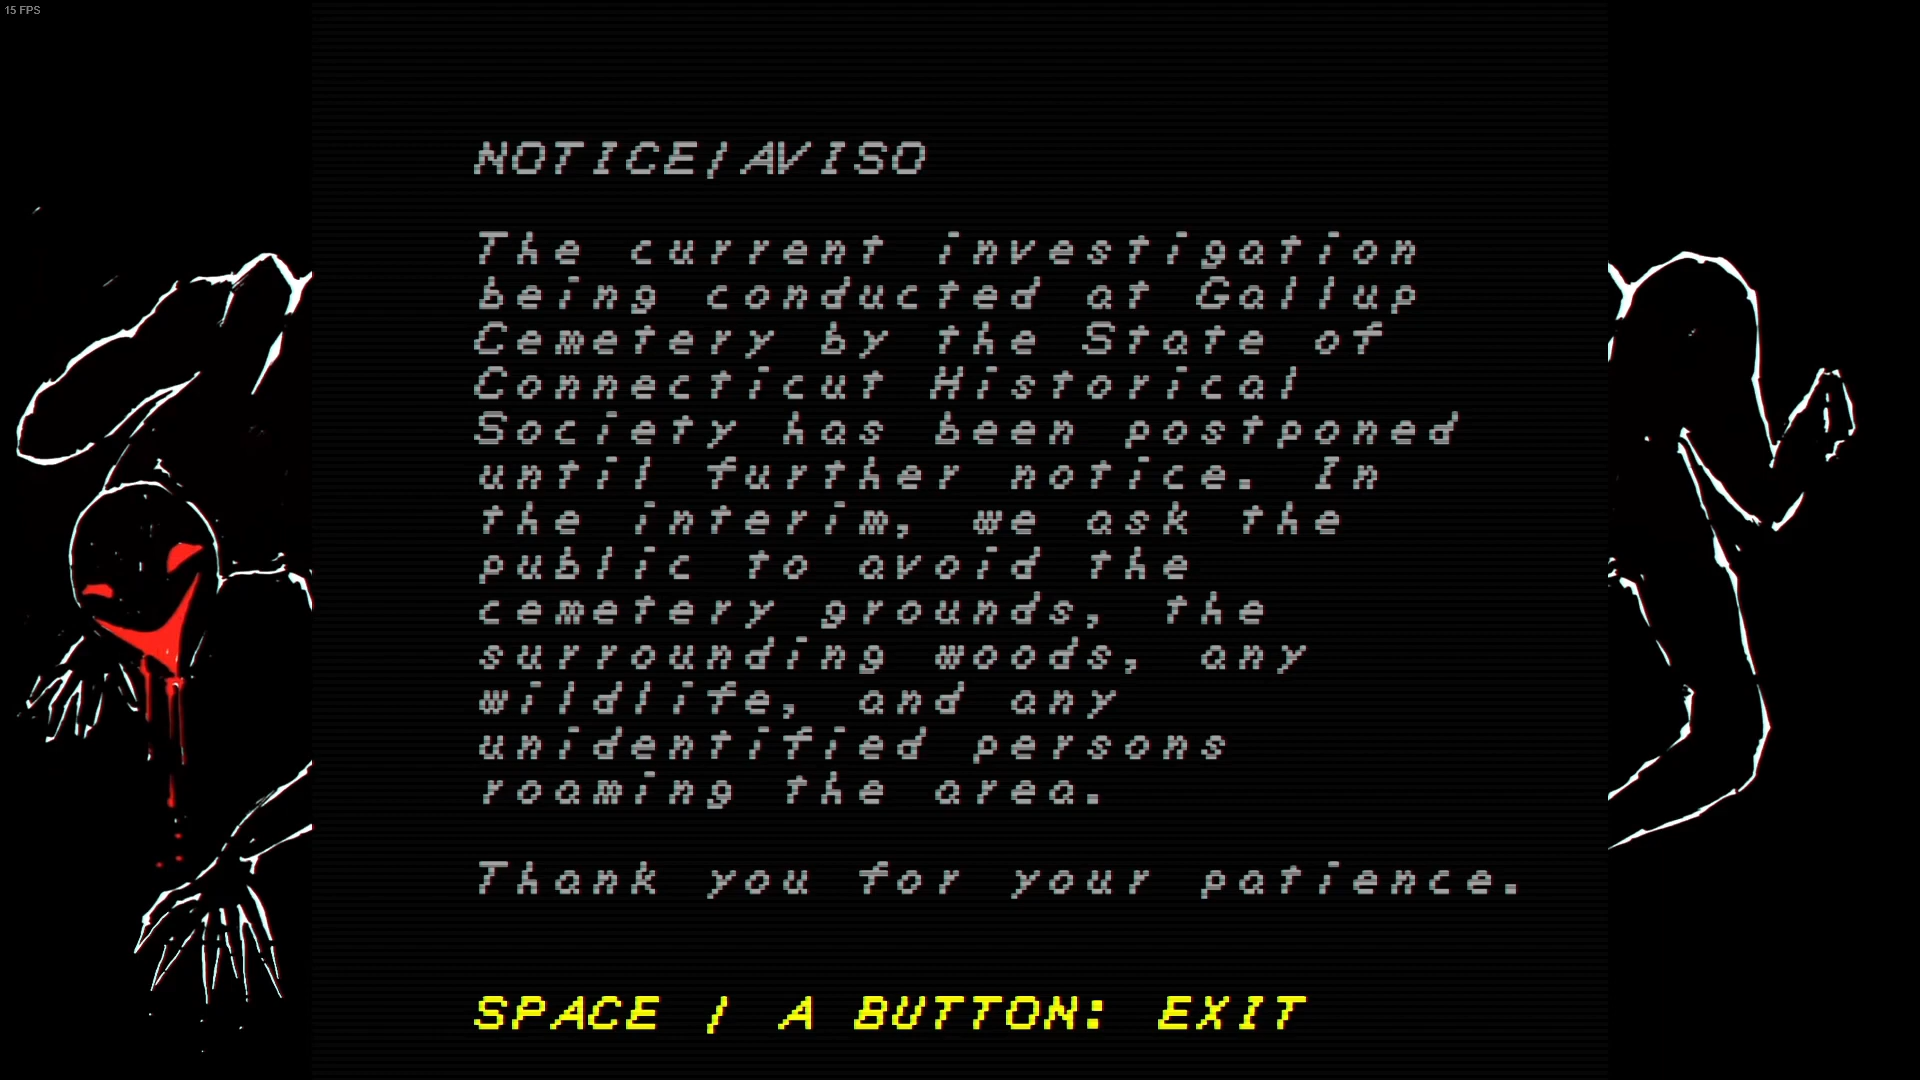 15 FPS
NOTICE/AVISO
The current investigation
being conducted at Gallup
Cemetery by the State of
Connecticut Historical
Society has been postponed
until further notice. In
the interim, we ask the
public to avoid the
cemetery grounds, the
surrounding woods, any
wildlife, and any
unidentified persons
roaming the area.
Thank you for your patience.
SPACE / A BUTTON: EXIT